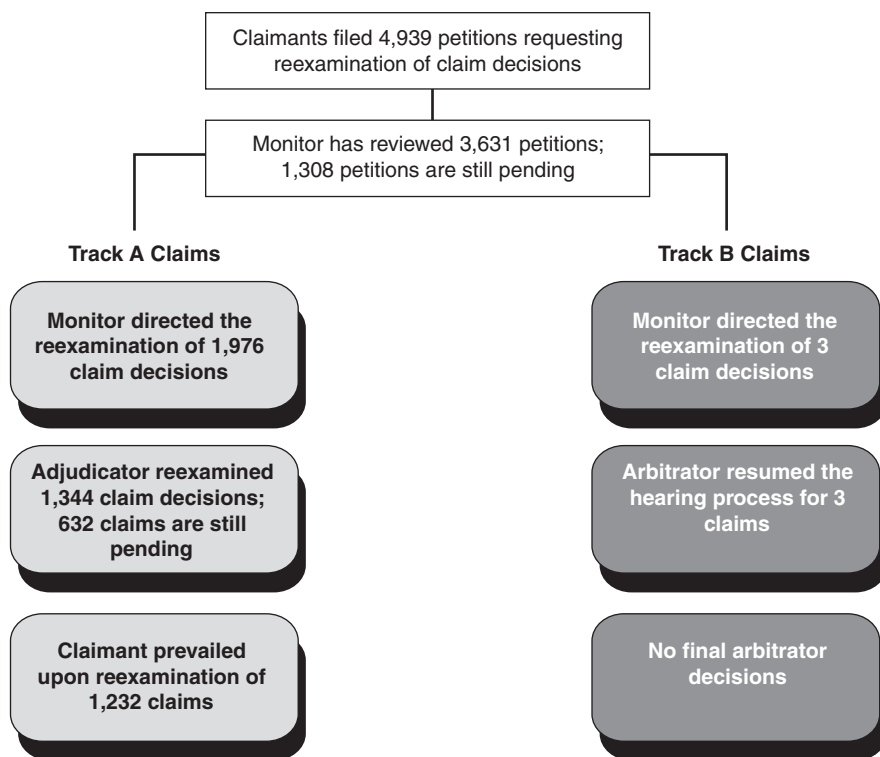 Claimants filed 4,939 petitions requesting
reexamination of claim decisions
Monitor has reviewed 3,631 petitions;
1,308 petitions are still pending
Track A Claims
Monitor directed the
reexamination of 1,976
claim decisions
Adjudicator reexamined
1,344 claim decisions;
632 claims are still
pending
Claimant prevailed
upon reexamination of
1,232 claims
Track B Claims
Monitor directed the
reexamination of 3
claim decisions
Arbitrator resumed the
hearing process for 3
claims
No final arbitrator
decisions